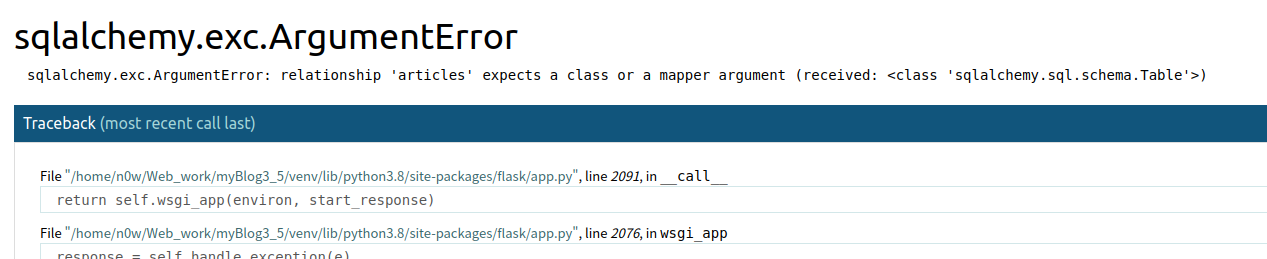 sqlalchemy.exc.ArgumentError
sqlalchemy.exc.ArgumentError: relationship 'articles' expects a class or a mapper argument (received: <class 'sqlalchemy.sql.schema.Table'>)
Traceback (most recent call last)
File "/home/n0w/Web_work/myBlog3_5/venv/lib/python3.8/site-packages/flask/app.py", line 2091, in __call__
return self.wsgi_app(environ, start_response)
File "/home/n0w/Web_work/myBlog3_5/venv/lib/python3.8/site-packages/flask/app.py", line 2076, in wsgi_app
response = self.handle_exception(e)